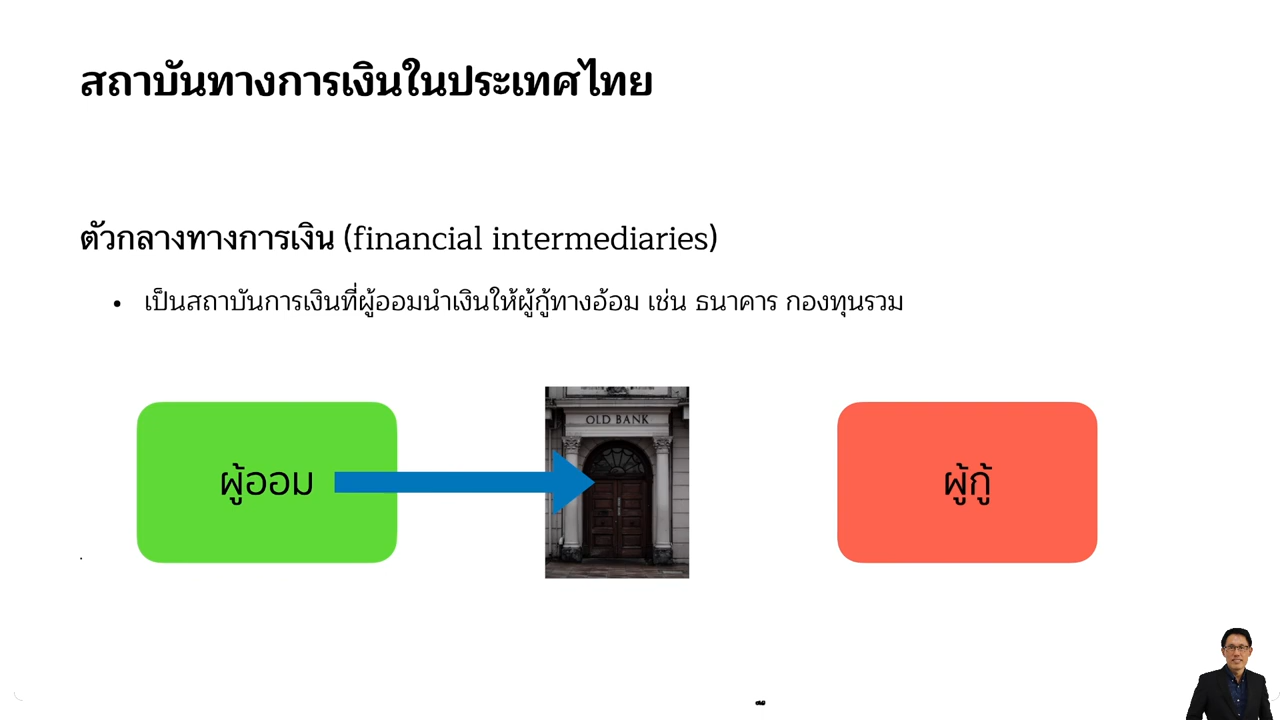 สถาบันทางการเงินในประเทศไทย
ตัวกลางทางการเงิน (financial intermediaries)
• เป็นสถาบันการเงินที่ผู้ออมนำเงินให้ผู้กู้ทางอ้อม เช่น ธนาคาร กองทุนรวม
OLD BANK
ผู้ออม
ผู้กู้